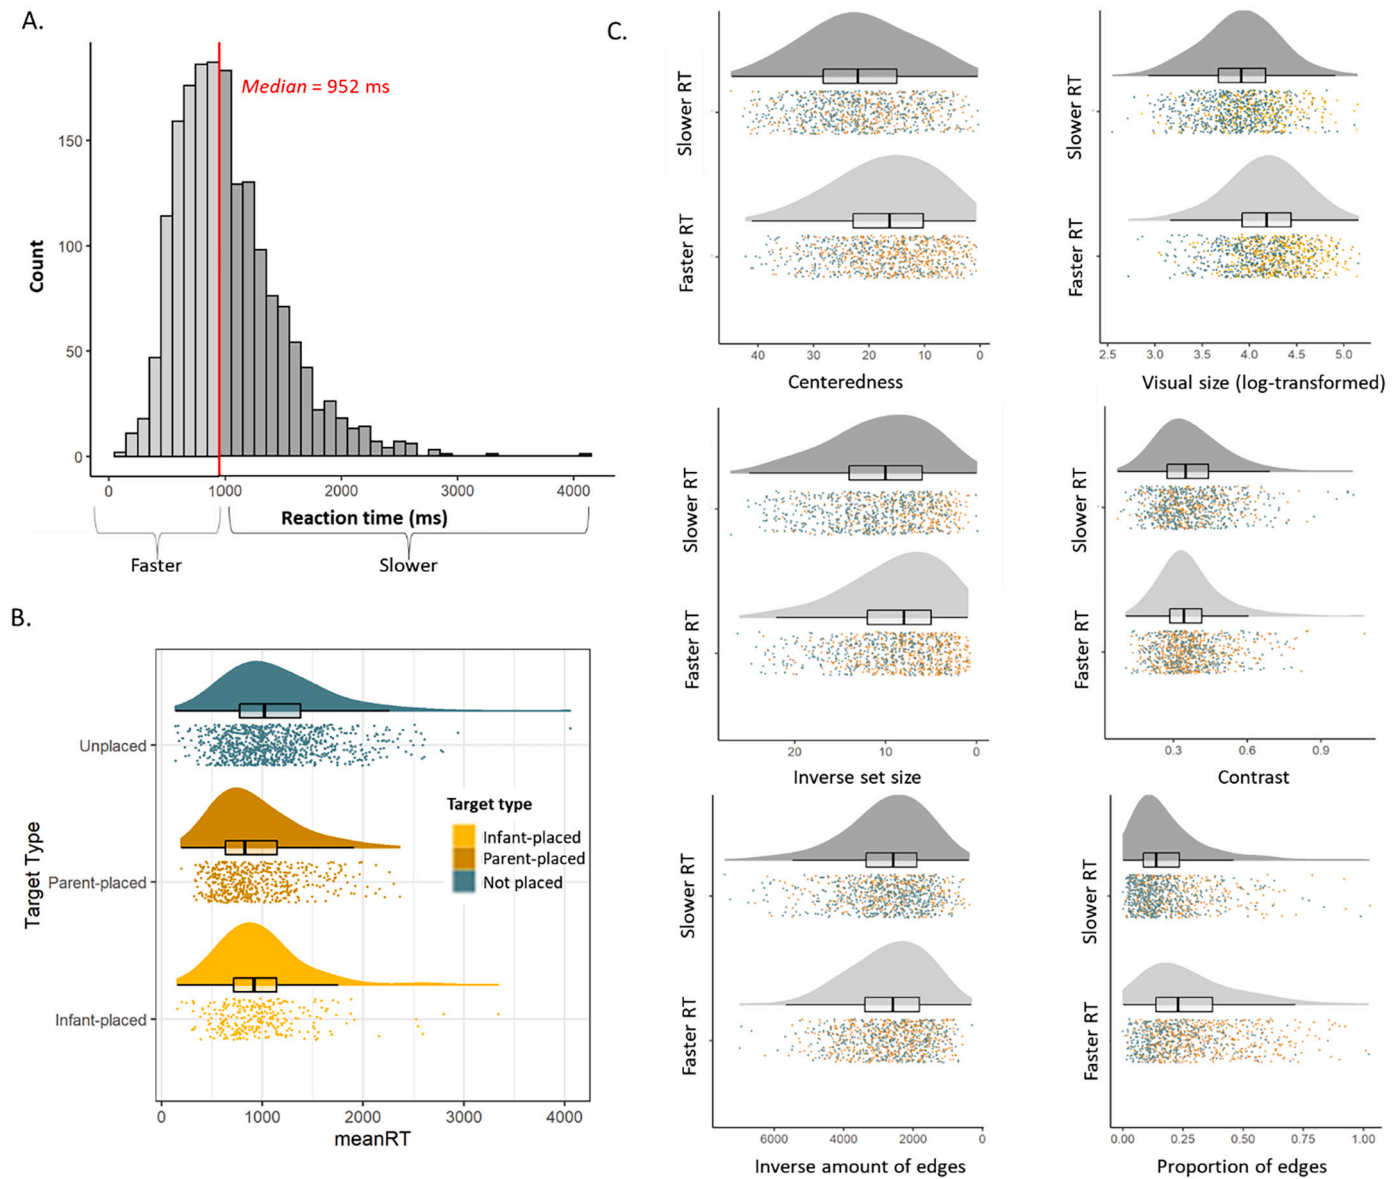 A.
Median = 952 ms
Count
150
100
50
0
0 1000 2000 3000 4000
Reaction time (ms)
Faster Slower
B.
Target Type
Unplaced
Parent-placed
Infant-placed
Target type
Infant-placed
Parent-placed
Not placed
0 1000 2000 3000 4000
meanRT
C.
Slower RT
Faster RT
40 30 20 10 0
Centeredness
Slower RT
Faster RT
2.5 3.0 3.5 4.0 4.5 5.0
Visual size (log-transformed)
Slower RT
Faster RT
20 10 0
Inverse set size
Slower RT
Faster RT
0.3 0.6 0.9
Contrast
Slower RT
Faster RT
6000 4000 2000 0
Inverse amount of edges
Slower RT
Faster RT
0.00 0.25 0.50 0.75 1.00
Proportion of edges